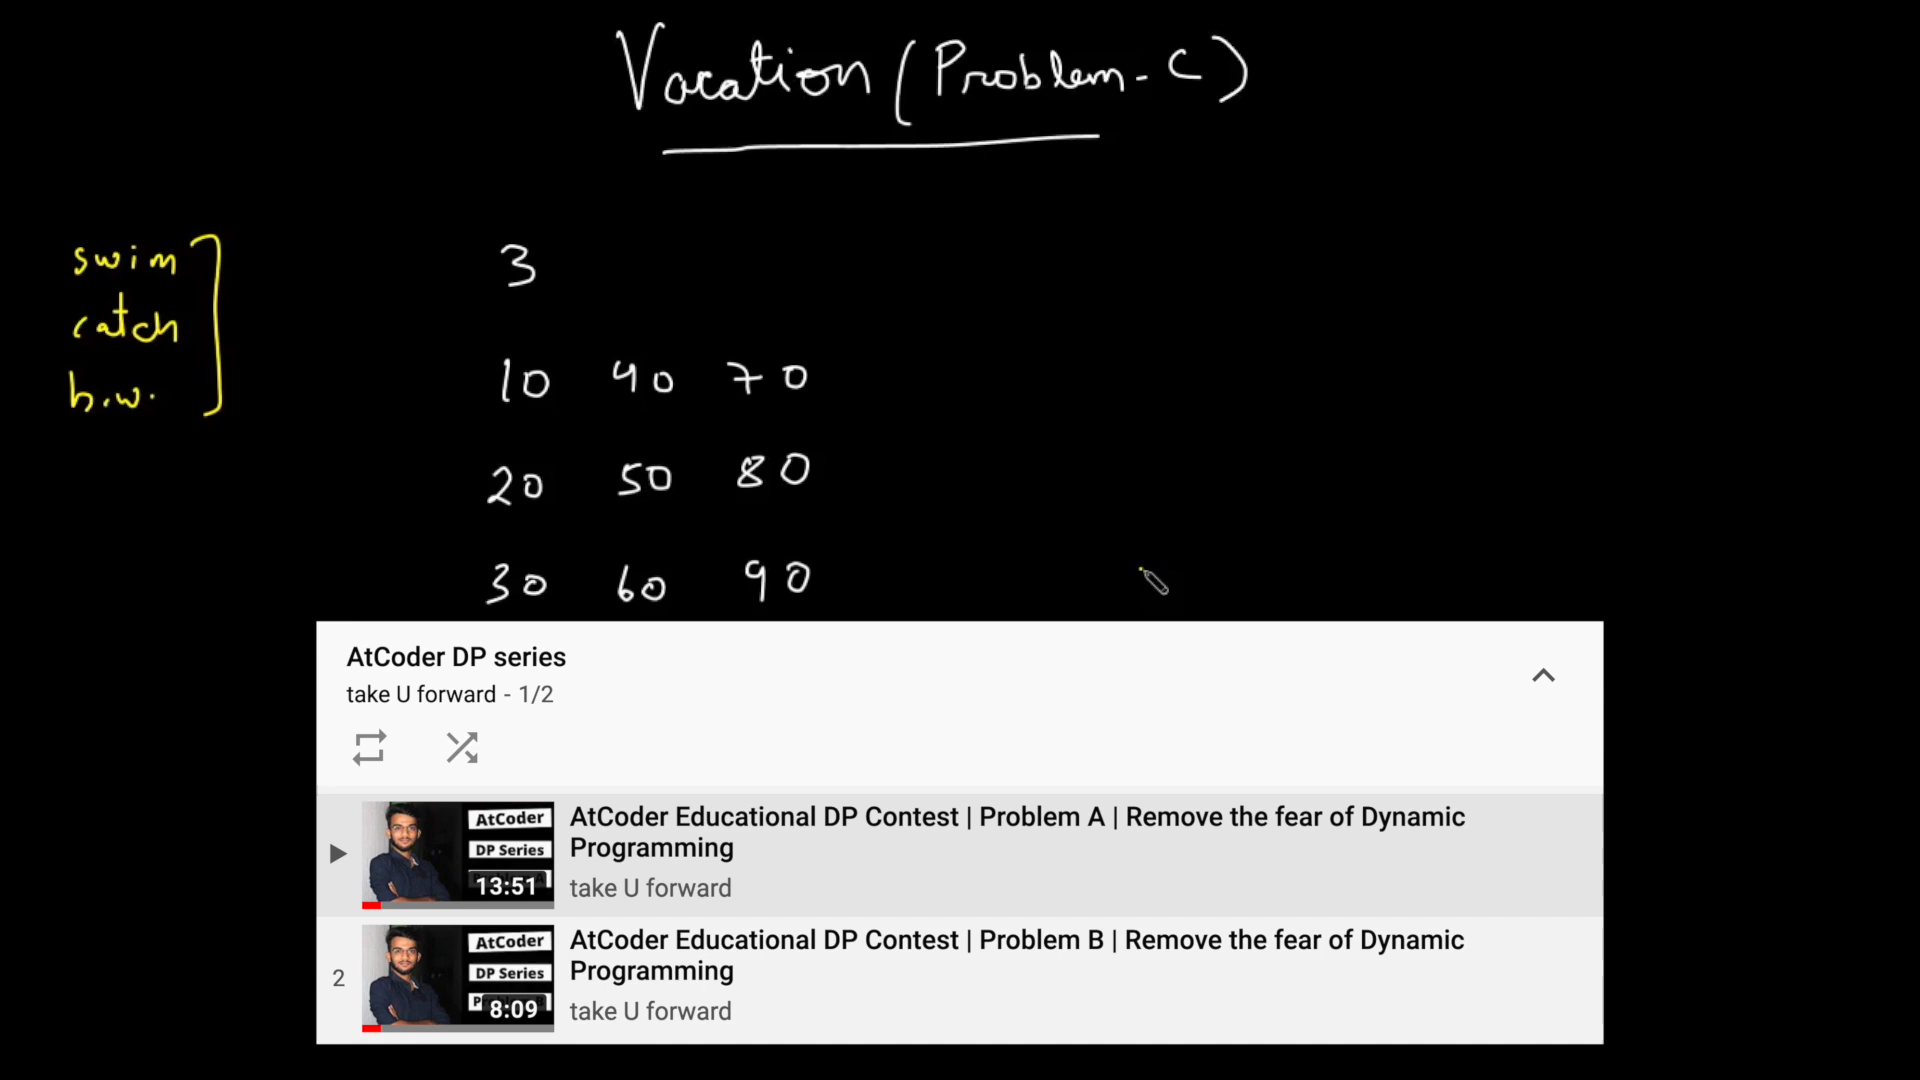 Vacation (Problem - C)
swim
catch
h.w.
3
10 40 70
20 50 80
30 60 90
AtCoder DP series
take U forward - 1/2
AtCoder
DP Series
13:51
AtCoder Educational DP Contest | Problem A | Remove the fear of Dynamic
Programming
take U forward
2
AtCoder
DP Series
8:09
AtCoder Educational DP Contest | Problem B | Remove the fear of Dynamic
Programming
take U forward